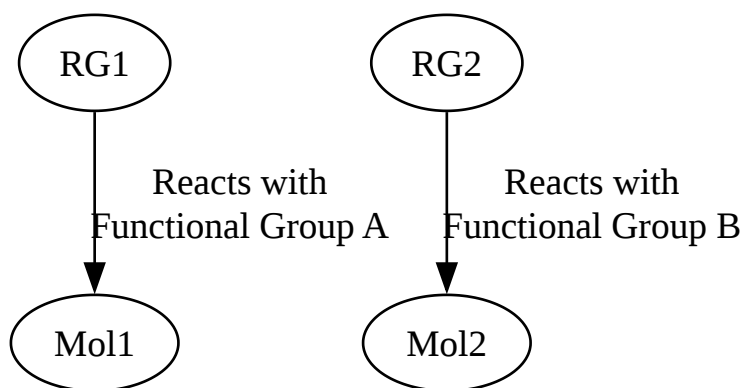 RG1
RG2
Reacts with
Functional Group A
Reacts with
Functional Group B
Mol1
Mol2